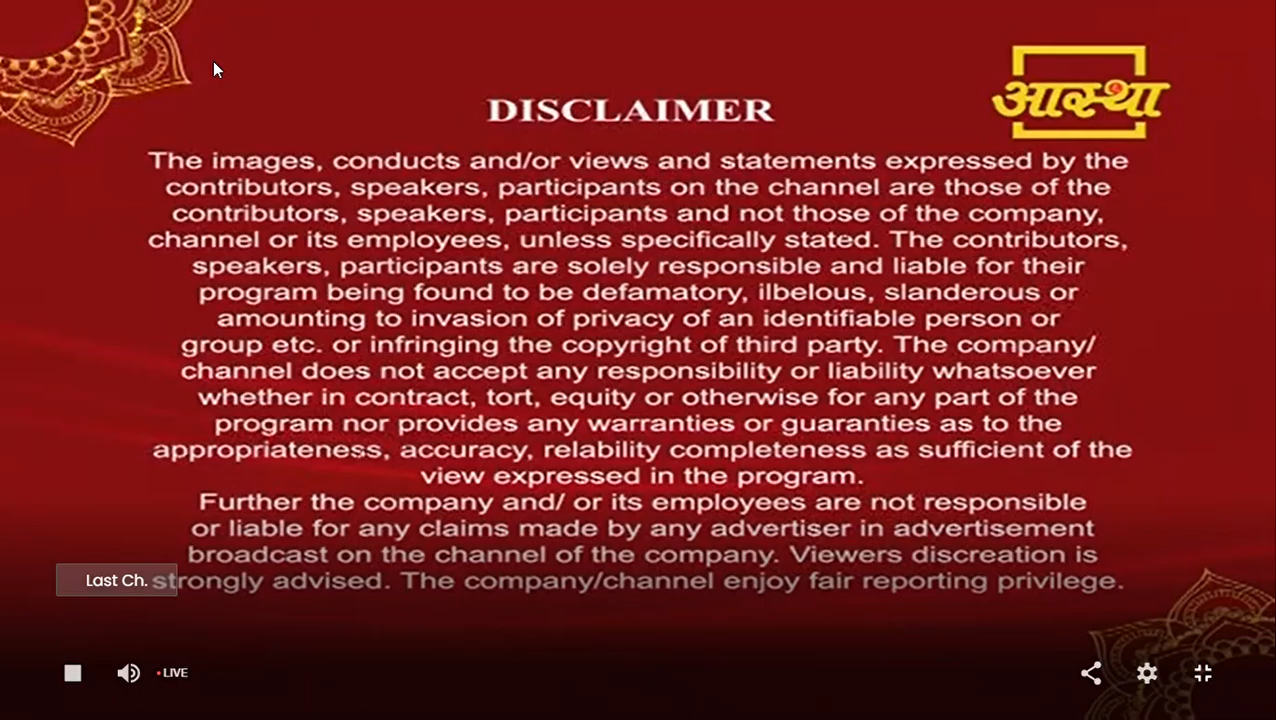 आस्था
DISCLAIMER
The images, conducts and/or views and statements expressed by the
contributors, speakers, participants on the channel are those of the
contributors, speakers, participants and not those of the company,
channel or its employees, unless specifically stated. The contributors,
speakers, participants are solely responsible and liable for their
program being found to be defamatory, ilbelous, slanderous or
amounting to invasion of privacy of an identifiable person or
group etc. or infringing the copyright of third party. The company/
channel does not accept any responsibility or liability whatsoever
whether in contract, tort, equity or otherwise for any part of the
program nor provides any warranties or guaranties as to the
appropriateness, accuracy, relability completeness as sufficient of the
view expressed in the program.
Further the company and/ or its employees are not responsible
or liable for any claims made by any advertiser in advertisement
broadcast on the channel of the company. Viewers discreation is
strongly advised. The company/channel enjoy fair reporting privilege.
Last Ch.
LIVE